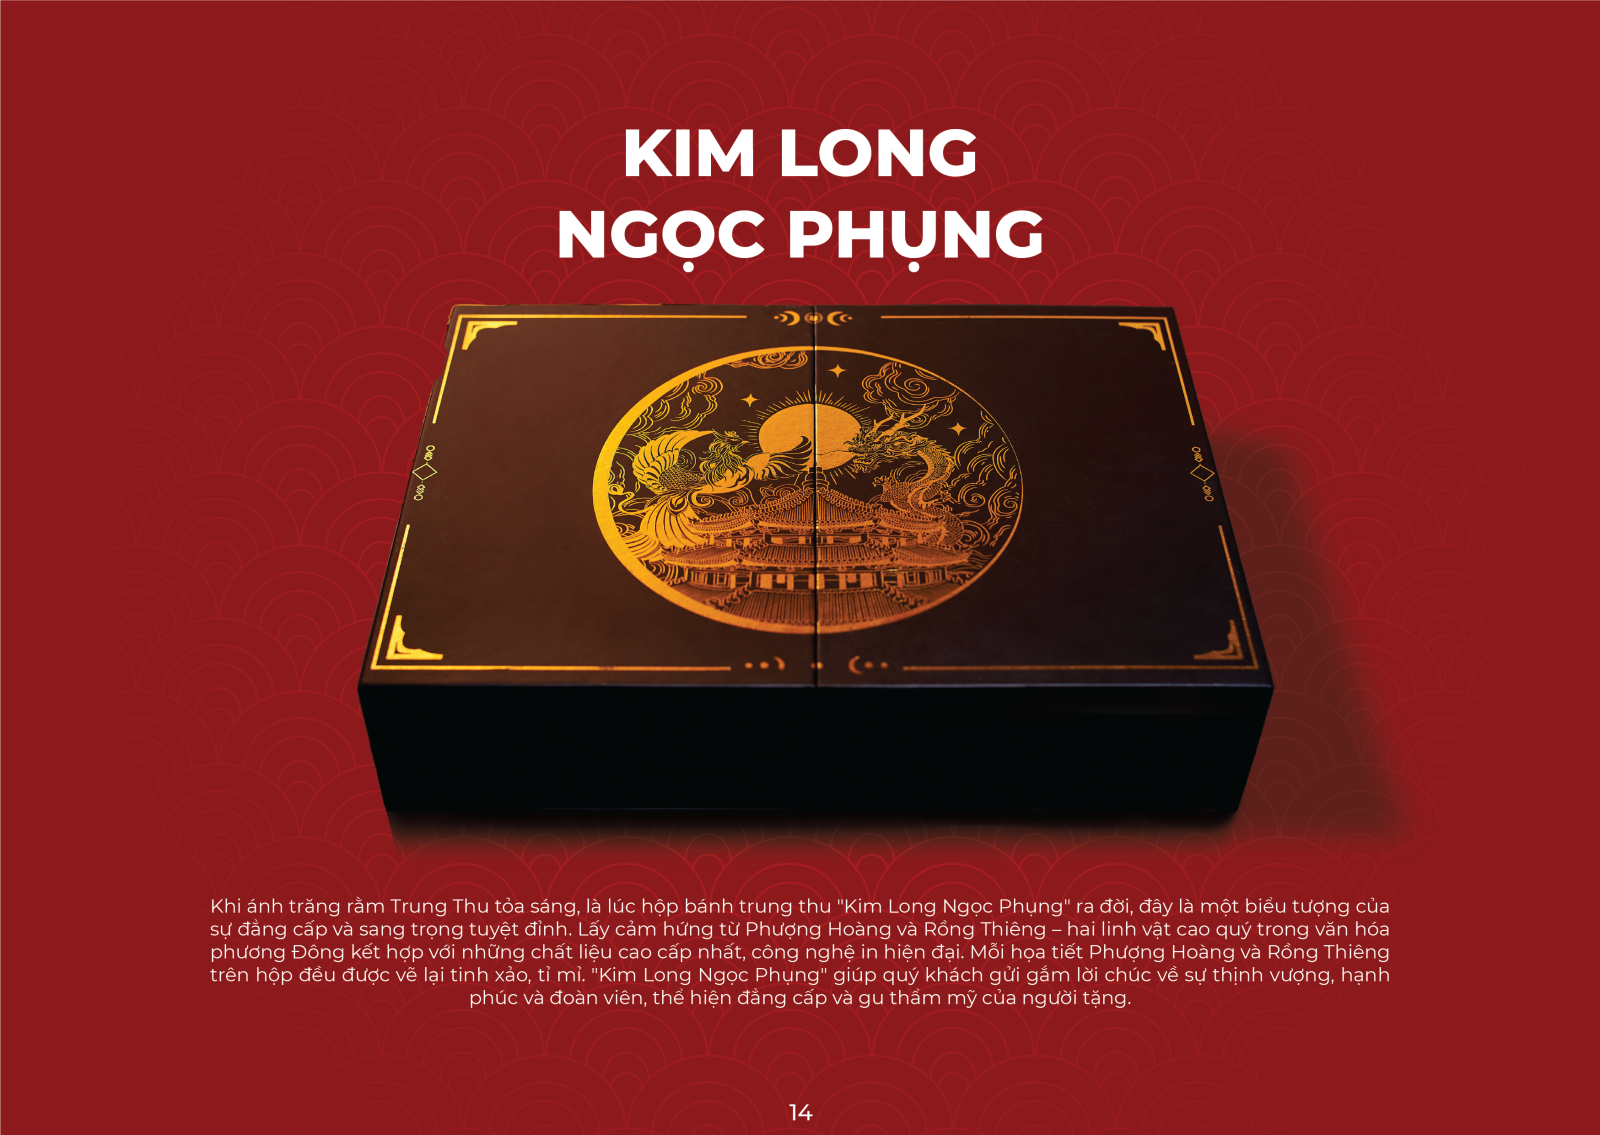 KIM LONG
NGỌC PHỤNG
Khi ánh trăng rằm Trung Thu tỏa sáng, là lúc hộp bánh trung thu "Kim Long Ngọc Phụng" ra đời, đây là một biểu tượng của
sự đẳng cấp và sang trọng tuyệt đỉnh. Lấy cảm hứng từ Phượng Hoàng và Rồng Thiêng – hai linh vật cao quý trong văn hóa
phương Đông kết hợp với những chất liệu cao cấp nhất, công nghệ in hiện đại. Mỗi họa tiết Phượng Hoàng và Rồng Thiêng
trên hộp đều được vẽ lại tinh xảo, tỉ mỉ. "Kim Long Ngọc Phụng" giúp quý khách gửi gắm lời chúc về sự thịnh vượng, hạnh
phúc và đoàn viên, thể hiện đẳng cấp và gu thẩm mỹ của người tặng.
14